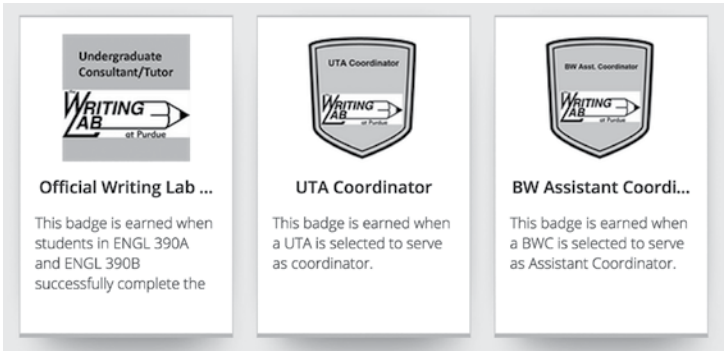 Undergraduate
Consultant/Tutor
WRITING
LAB
at Purdue
Official Writing Lab ...
This badge is earned when
students in ENGL 390A
and ENGL 390B
successfully complete the
UTA Coordinator
WRITING
LAB
at Purdue
UTA Coordinator
This badge is earned when
a UTA is selected to serve
as coordinator.
BW Asst. Coordinator
WRITING
LAB
at Purdue
BW Assistant Coordi...
This badge is earned when
a BWC is selected to serve
as Assistant Coordinator.